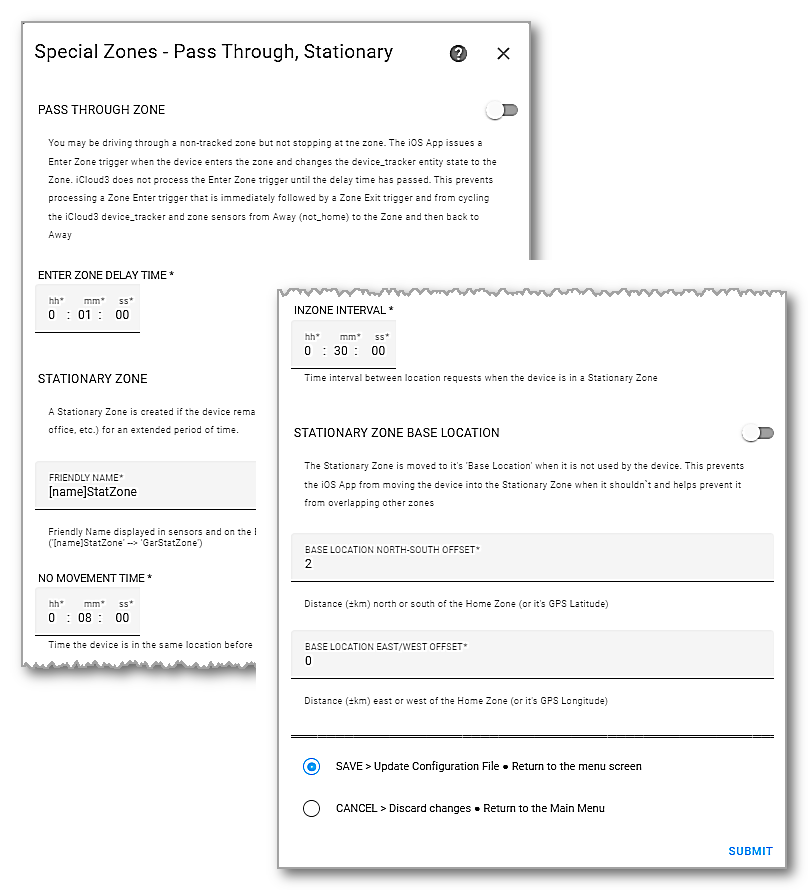 Special Zones - Pass Through, Stationary
PASS THROUGH ZONE
You may be driving through a non-tracked zone but not stopping at the zone. The iOS App issues a
Enter Zone trigger when the device enters the zone and changes the device_tracker entity state to the
Zone. iCloud3 does not process the Enter Zone trigger until the delay time has passed. This prevents
processing a Zone Enter trigger that is immediately followed by a Zone Exit trigger and from cycling
the iCloud3 device_tracker and zone sensors from Away (not_home) to the Zone and then back to
Away
ENTER ZONE DELAY TIME *
hh* mm* ss*
0 : 01 : 00
STATIONARY ZONE
A Stationary Zone is created if the device rema
office, etc.) for an extended period of time.
FRIENDLY NAME*
[name]StatZone
Friendly Name displayed in sensors and on the
('[name]StatZone' --> 'GarStatZone')
NO MOVEMENT TIME *
hh* mm* ss*
0 : 08 : 00
Time the device is in the same location before
INZONE INTERVAL *
hh* mm* ss*
0 : 30 : 00
Time interval between location requests when the device is in a Stationary Zone
STATIONARY ZONE BASE LOCATION
The Stationary Zone is moved to it's 'Base Location' when it is not used by the device. This prevents
the iOS App from moving the device into the Stationary Zone when it shouldn`t and helps prevent it
from overlapping other zones
BASE LOCATION NORTH-SOUTH OFFSET*
2
Distance (±km) north or south of the Home Zone (or it's GPS Latitude)
BASE LOCATION EAST/WEST OFFSET*
0
Distance (±km) east or west of the Home Zone (or it's GPS Longitude)
SAVE > Update Configuration File ● Return to the menu screen
CANCEL > Discard changes ● Return to the Main Menu
SUBMIT